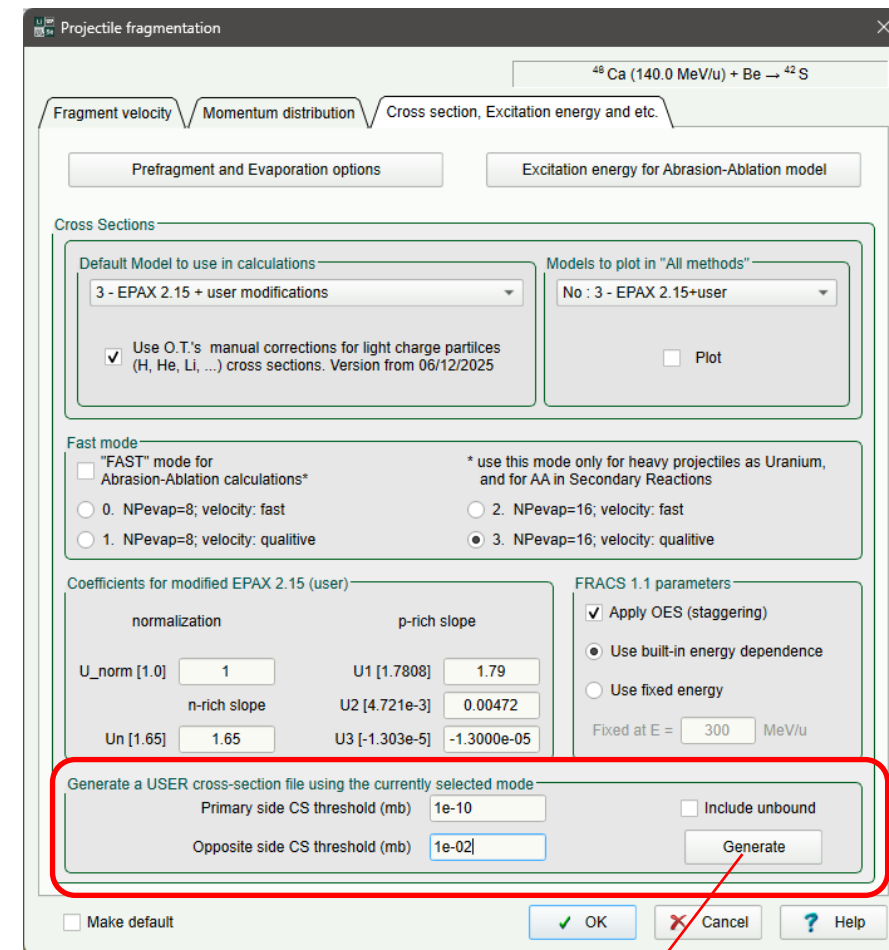 Projectile fragmentation
⁴⁸Ca (140.0 MeV/u) + Be → ⁴²S
Fragment velocity
Momentum distribution
Cross section, Excitation energy and etc.
Prefragment and Evaporation options
Excitation energy for Abrasion-Ablation model
Cross Sections
Default Model to use in calculations
3 - EPAX 2.15 + user modifications
Use O.T.'s manual corrections for light charge partilces
(H, He, Li, ...) cross sections. Version from 06/12/2025
Models to plot in "All methods"
No : 3 - EPAX 2.15+user
Plot
Fast mode
"FAST" mode for
Abrasion-Ablation calculations*
* use this mode only for heavy projectiles as Uranium,
and for AA in Secondary Reactions
0. NPevap=8; velocity: fast
2. NPevap=16; velocity: fast
1. NPevap=8; velocity: qualitive
3. NPevap=16; velocity: qualitive
Coefficients for modified EPAX 2.15 (user)
normalization
p-rich slope
U_norm [1.0] 1
U1 [1.7808] 1.79
n-rich slope
U2 [4.721e-3] 0.00472
Un [1.65] 1.65
U3 [-1.303e-5] -1.3000e-05
FRACS 1.1 parameters
Apply OES (staggering)
Use built-in energy dependence
Use fixed energy
Fixed at E = 300 MeV/u
Generate a USER cross-section file using the currently selected mode
Primary side CS threshold (mb) 1e-10
Include unbound
Opposite side CS threshold (mb) 1e-02
Generate
Make default
OK
Cancel
? Help